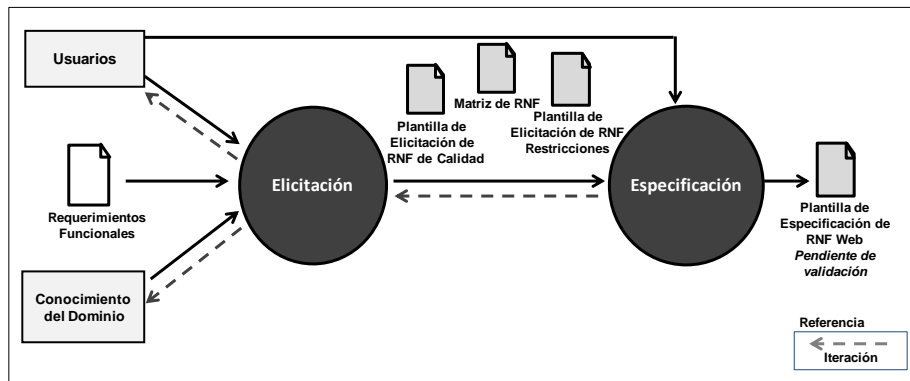 Usuarios
Matriz de RNF
Plantilla de
Elicitación de
RNF de Calidad
Plantilla de
Elicitación de RNF
Restricciones
Elicitación
Especificación
Requerimientos
Funcionales
Plantilla de
Especificación de
RNF Web
Pendiente de
validación
Conocimiento
del Dominio
Referencia
Iteración